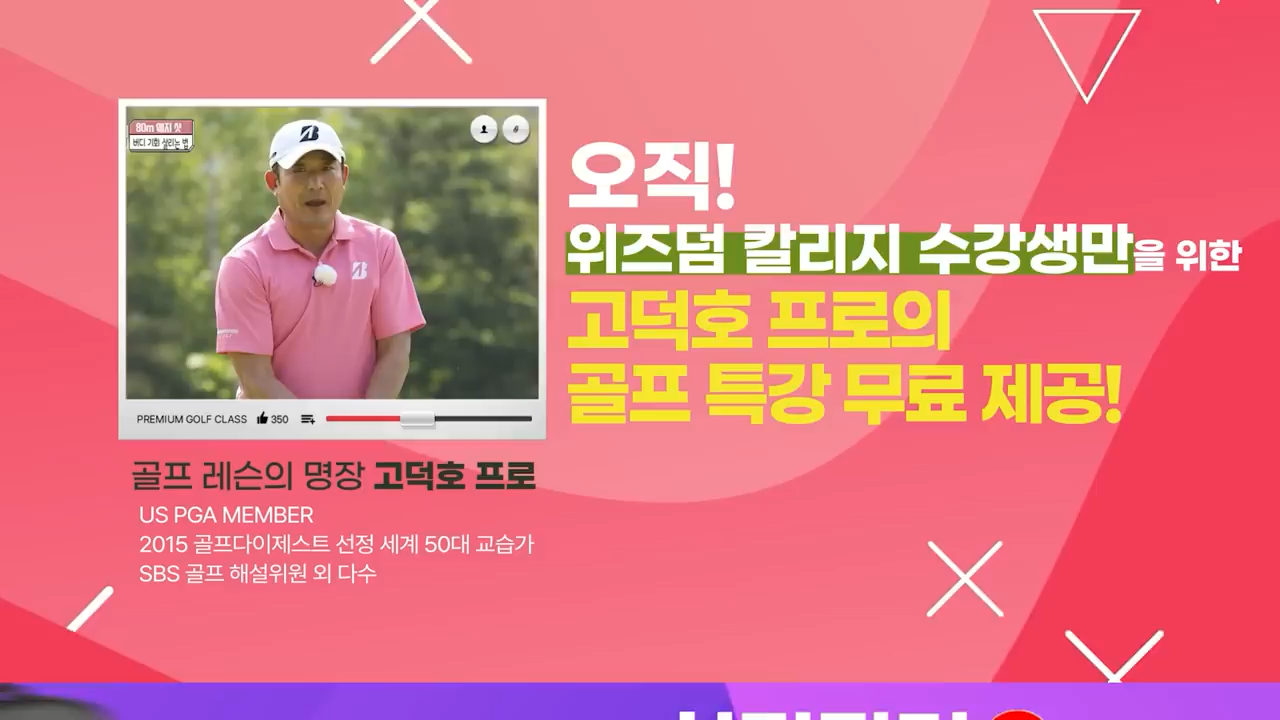 80m 웨지 샷
버디 기회 살리는 법
오직!
위즈덤 칼리지 수강생만을 위한
고덕호 프로의
골프 특강 무료 제공!
PREMIUM GOLF CLASS 350
골프 레슨의 명장 고덕호 프로
US PGA MEMBER
2015 골프다이제스트 선정 세계 50대 교습가
SBS 골프 해설위원 외 다수